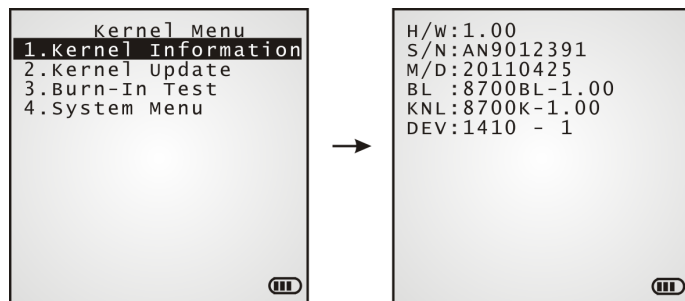 Kernel Menu
1.Kernel Information
2.Kernel Update
3.Burn-In Test
4.System Menu
H/W:1.00
S/N:AN9012391
M/D:20110425
BL :8700BL-1.00
KNL:8700K-1.00
DEV:1410 - 1